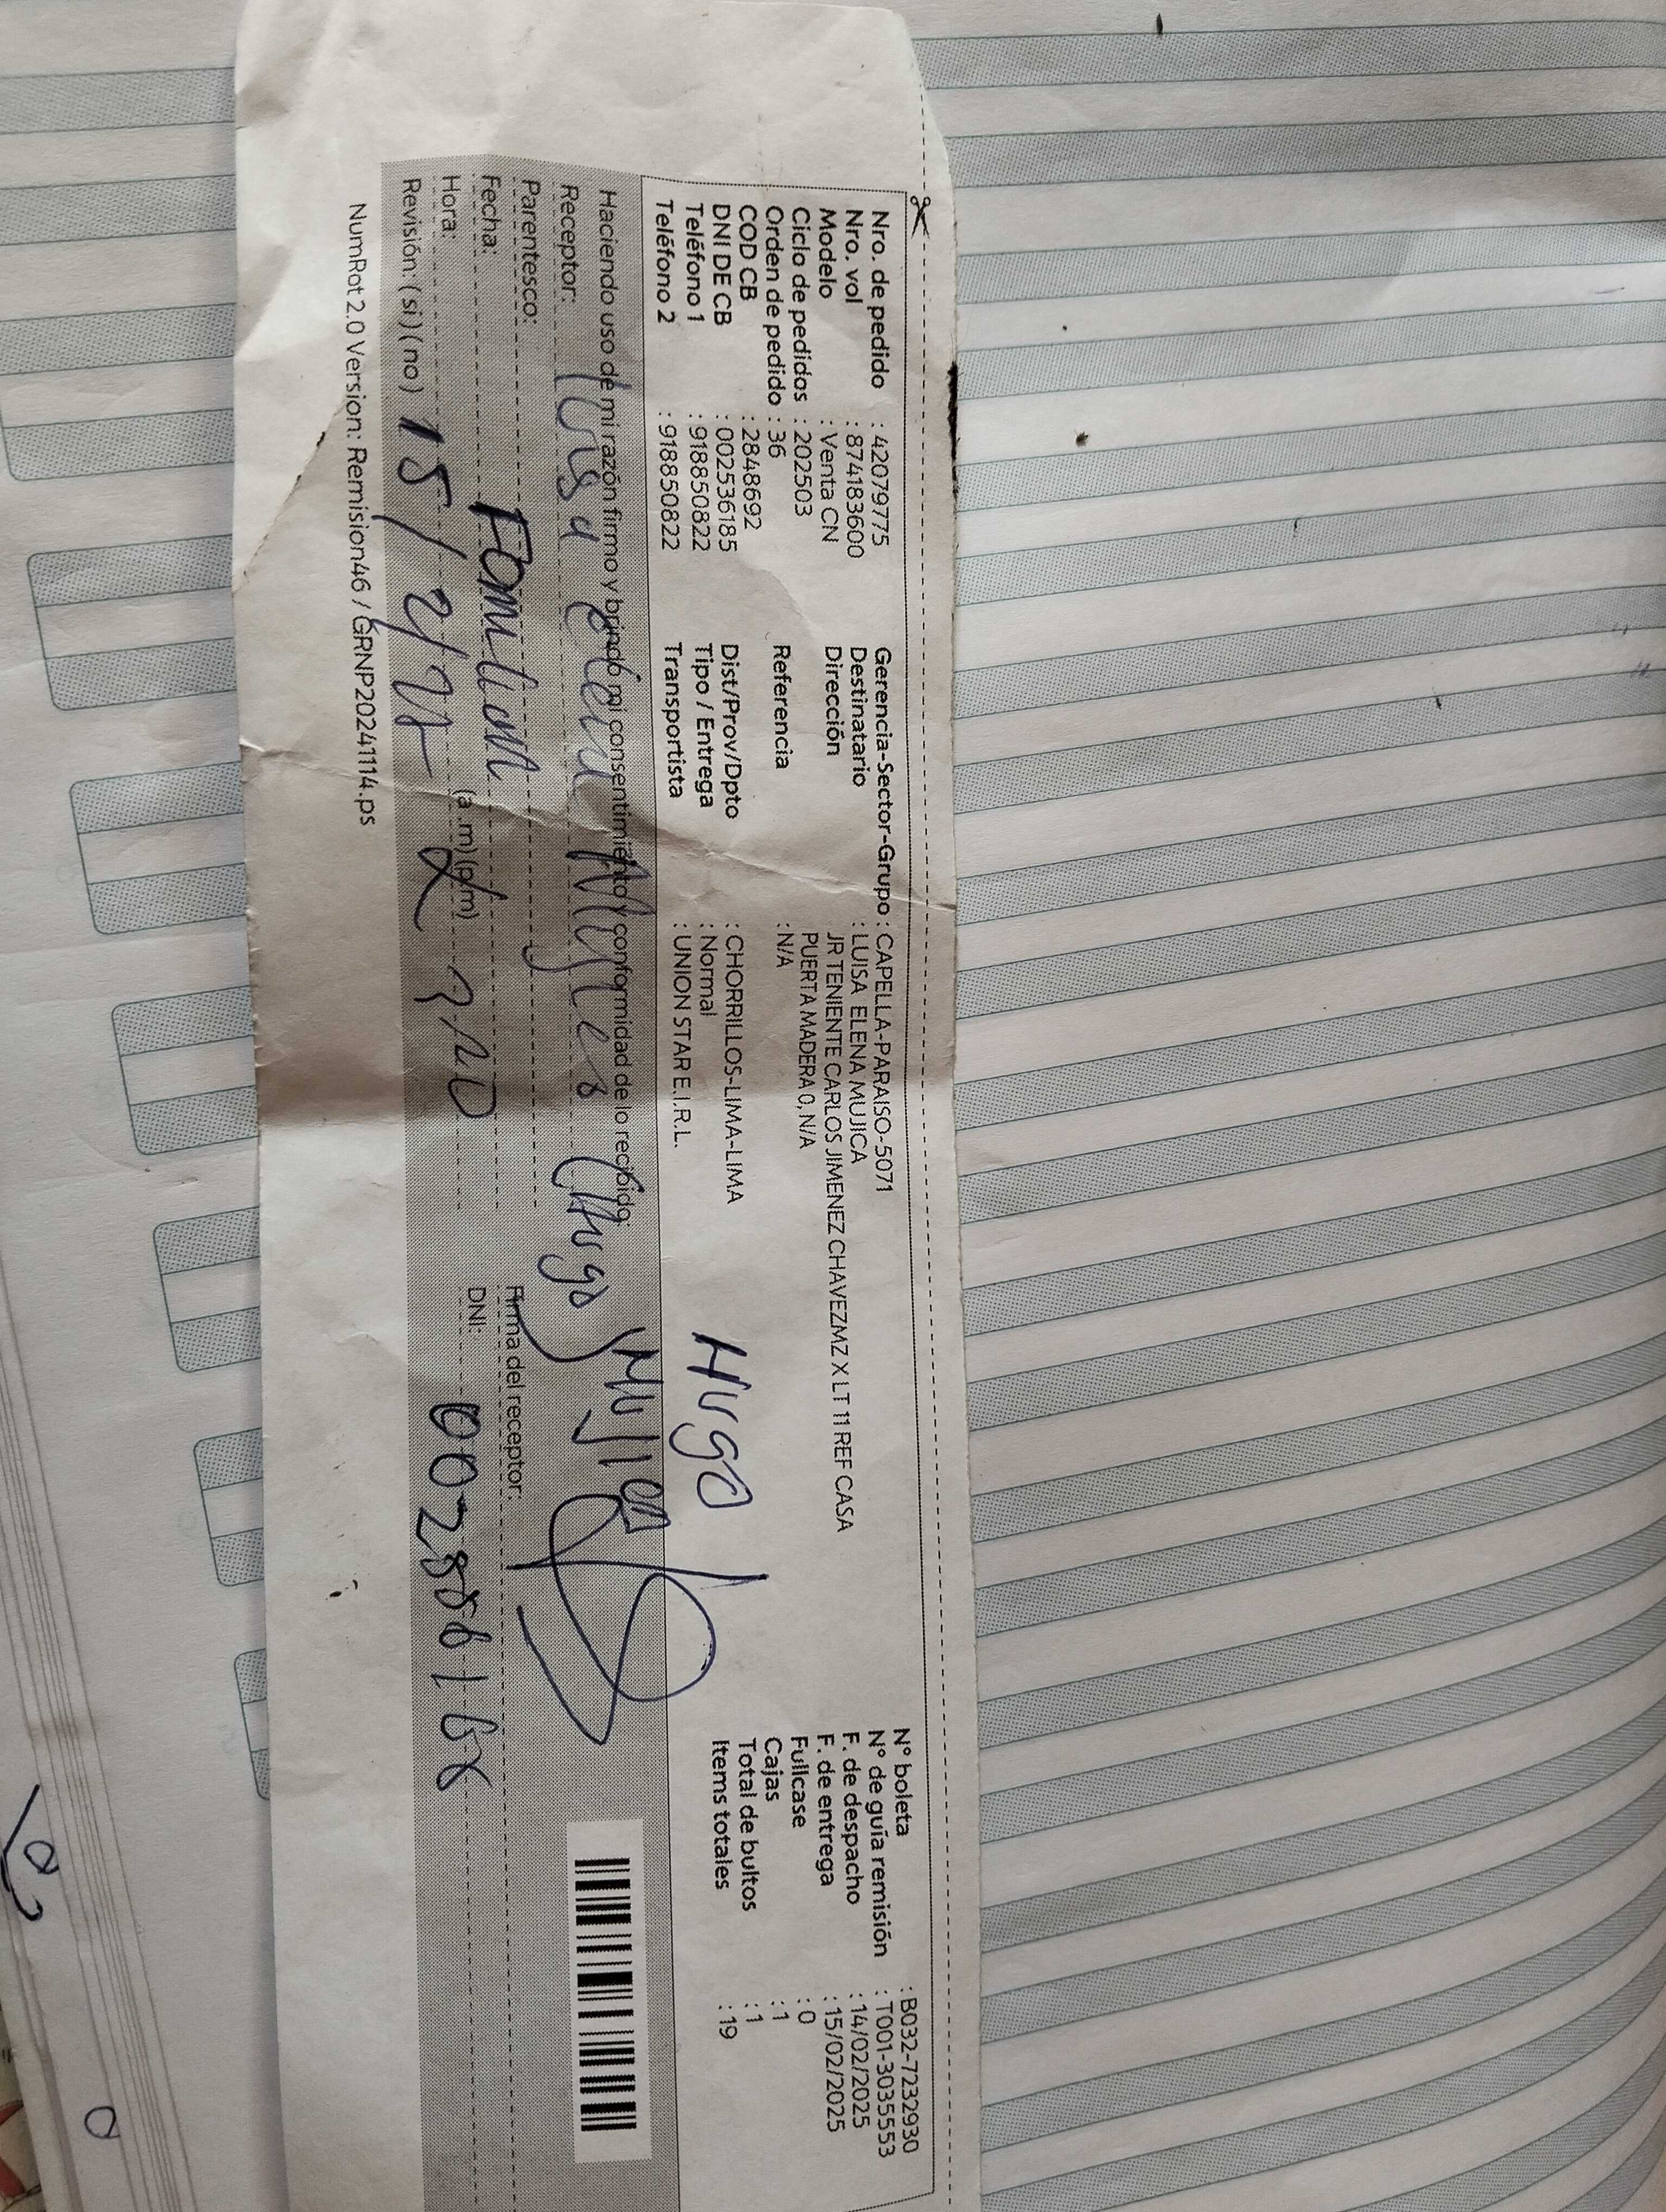 Nro. de pedido : 42079775
Nro. vol : 874183600
Modelo : Venta CN
Ciclo de pedidos : 202503
Orden de pedido : 36
COD CB : 2848692
DNI DE CB : 002536185
Teléfono 1 : 918850822
Teléfono 2 : 918850822
Gerencia-Sector-Grupo : CAPELLA-PARAISO-5071
Destinatario : LUISA ELENA MUJICA
Dirección JR TENIENTE CARLOS JIMENEZ CHAVEZMZ X LT 11 REF CASA
PUERTA MADERA 0, N/A
Referencia : N/A
Dist/Prov/Dpto : CHORRILLOS-LIMA-LIMA
Tipo / Entrega : Normal
Transportista : UNION STAR E.I.R.L.
N° boleta : B032-7232930
N° de guía remisión : T001-3035553
F. de despacho : 14/02/2025
F. de entrega : 15/02/2025
Fullcase : 0
Cajas : 1
Total de bultos : 1
Items totales : 19
Hugo
Haciendo uso de mi razón firmo y brindo mi consentimiento y conformidad de lo recibido.
Receptor: Luisa Elena
Hugo Mujica
Parentesco:
Fecha:
Hora: (a.m) (p.m)
Revisión: ( si ) ( no ) 15/2/25
Firma del receptor:
DNI:
NumRot 2.0 Version: Remision46 / GRNP20241114.ps